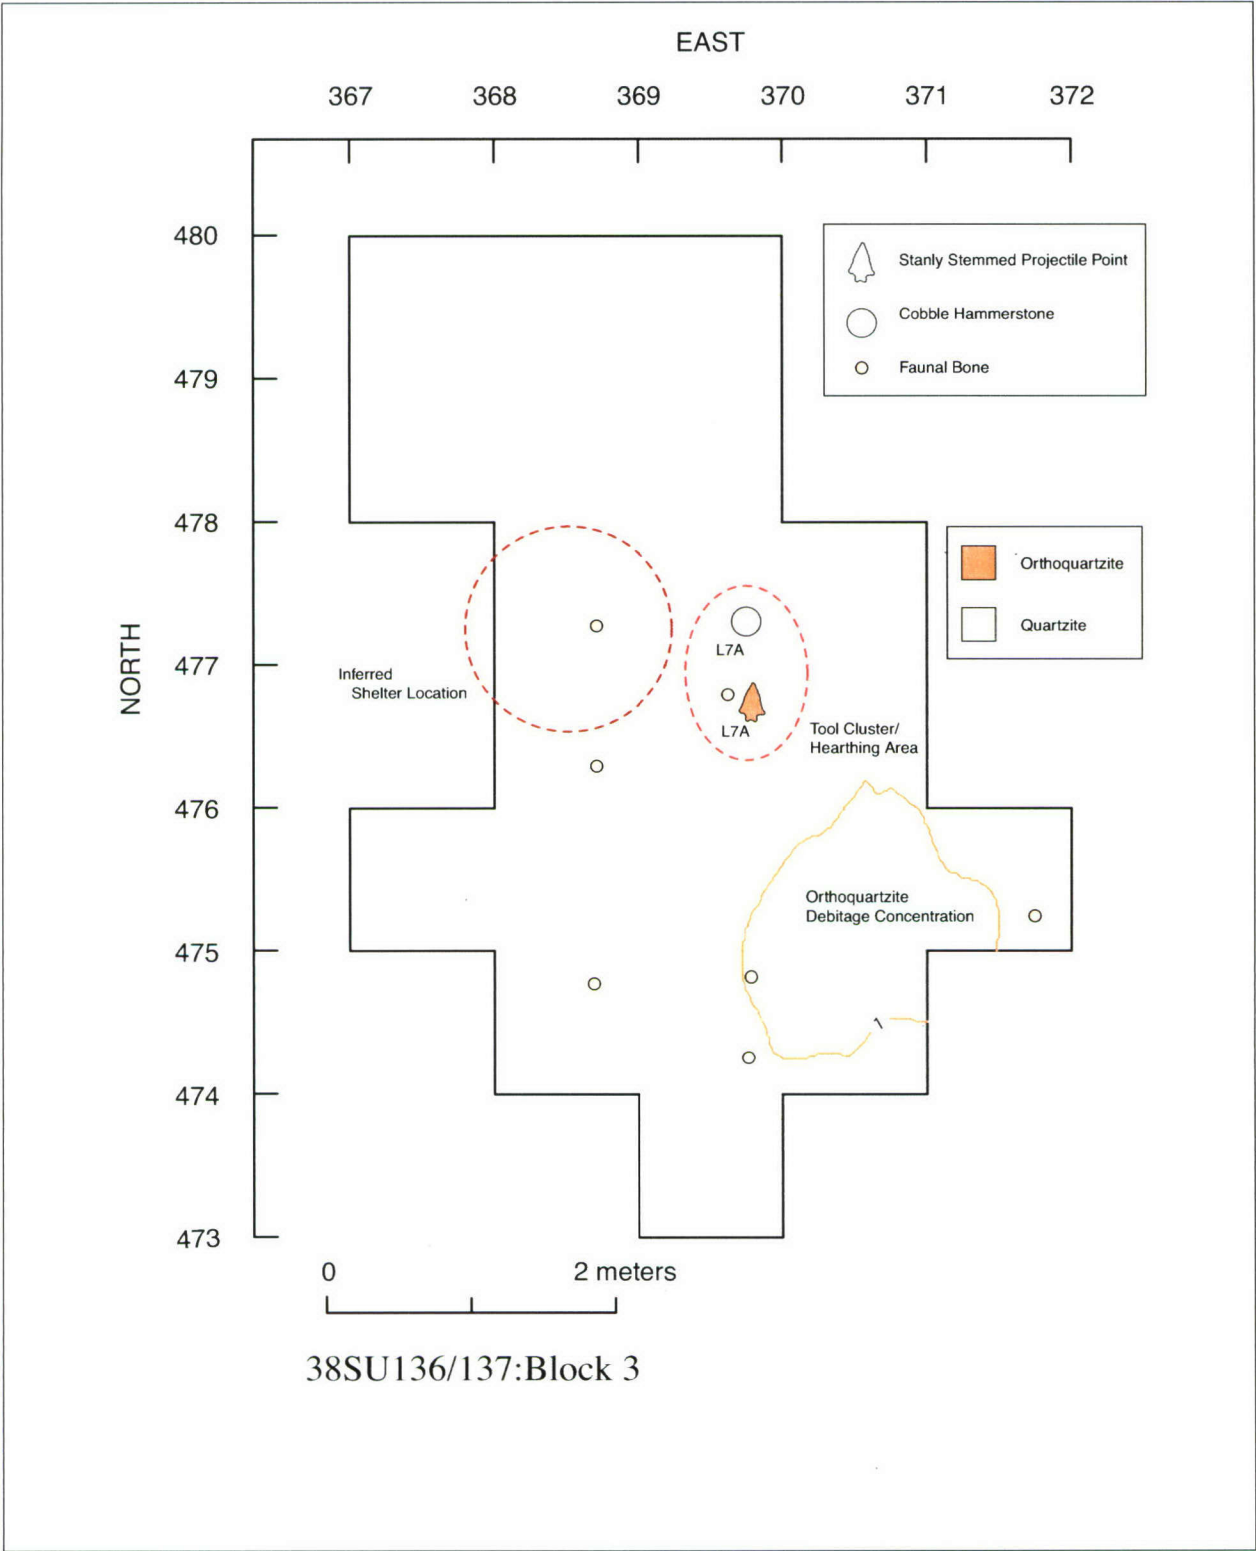 EAST
367 368 369 370 371 372
NORTH
480
479
478
477
476
475
474
473
Stanly Stemmed Projectile Point
Cobble Hammerstone
Faunal Bone
Orthoquartzite
Quartzite
Inferred
Shelter Location
L7A
L7A
Tool Cluster/
Hearthing Area
Orthoquartzite
Debitage Concentration
1
0 2 meters
38SU136/137:Block 3